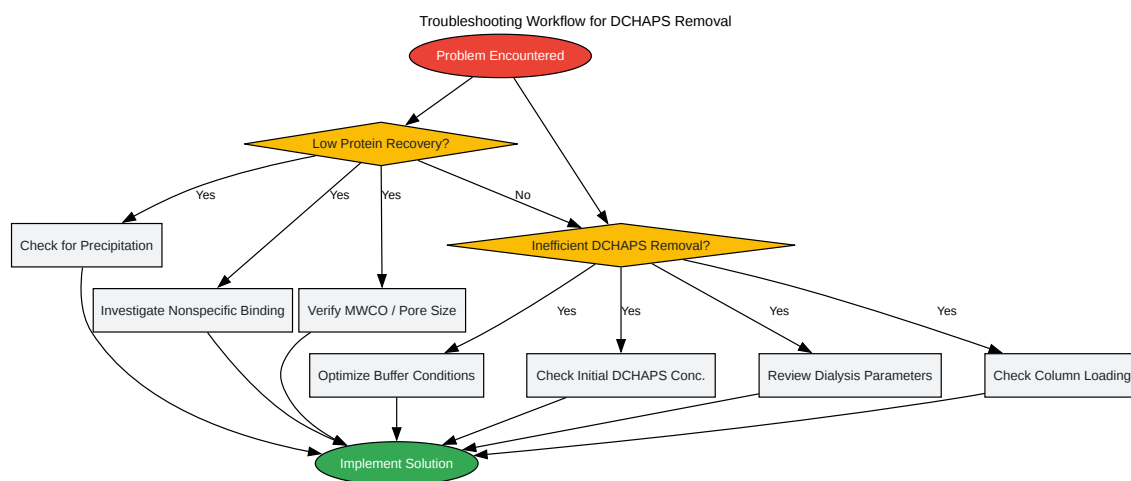 Troubleshooting Workflow for DCHAPS Removal
Problem Encountered
Low Protein Recovery?
Yes
Yes
Yes
No
Check for Precipitation
Inefficient DCHAPS Removal?
Investigate Nonspecific Binding
Verify MWCO / Pore Size
Yes
Yes
Yes
Yes
Optimize Buffer Conditions
Check Initial DCHAPS Conc.
Review Dialysis Parameters
Check Column Loading
Implement Solution